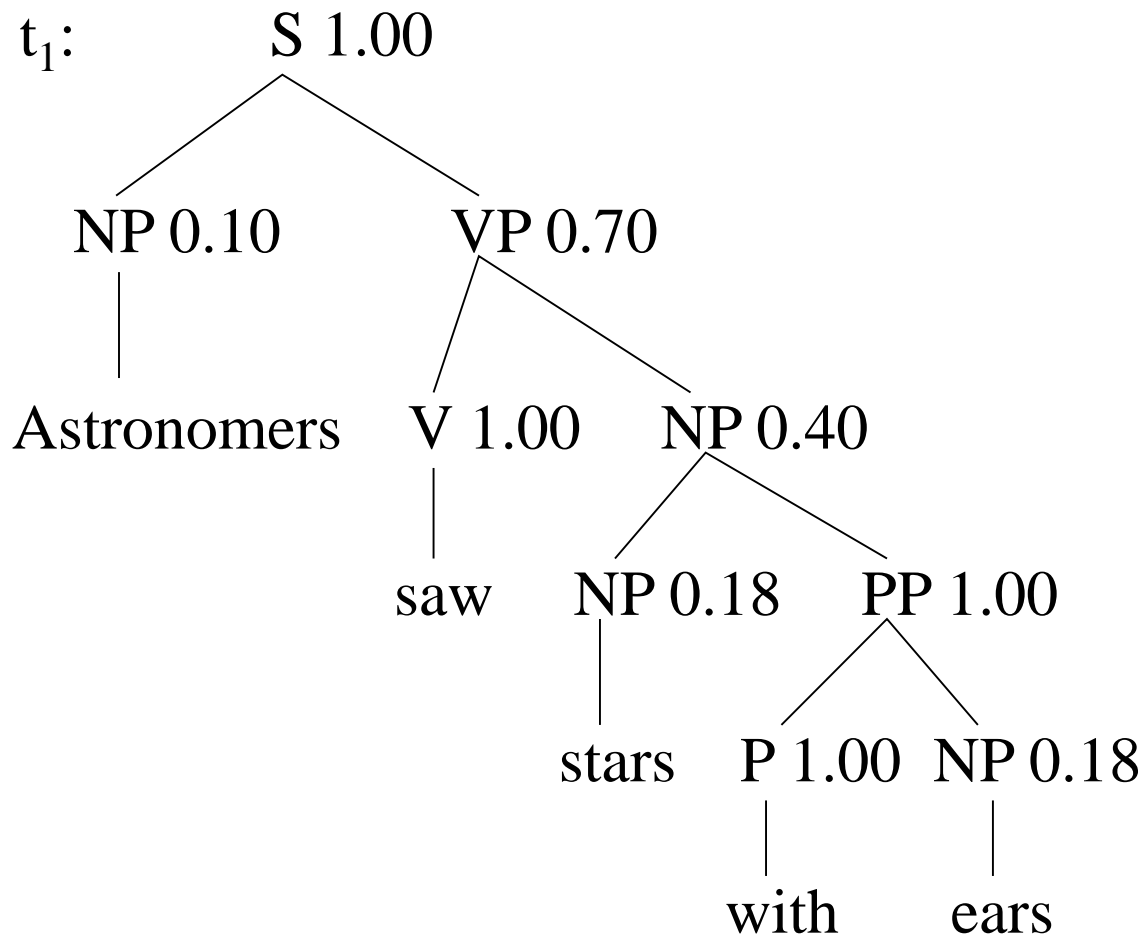 t1: S 1.00
NP 0.10 VP 0.70
Astronomers V 1.00 NP 0.40
saw NP 0.18 PP 1.00
stars P 1.00 NP 0.18
with ears